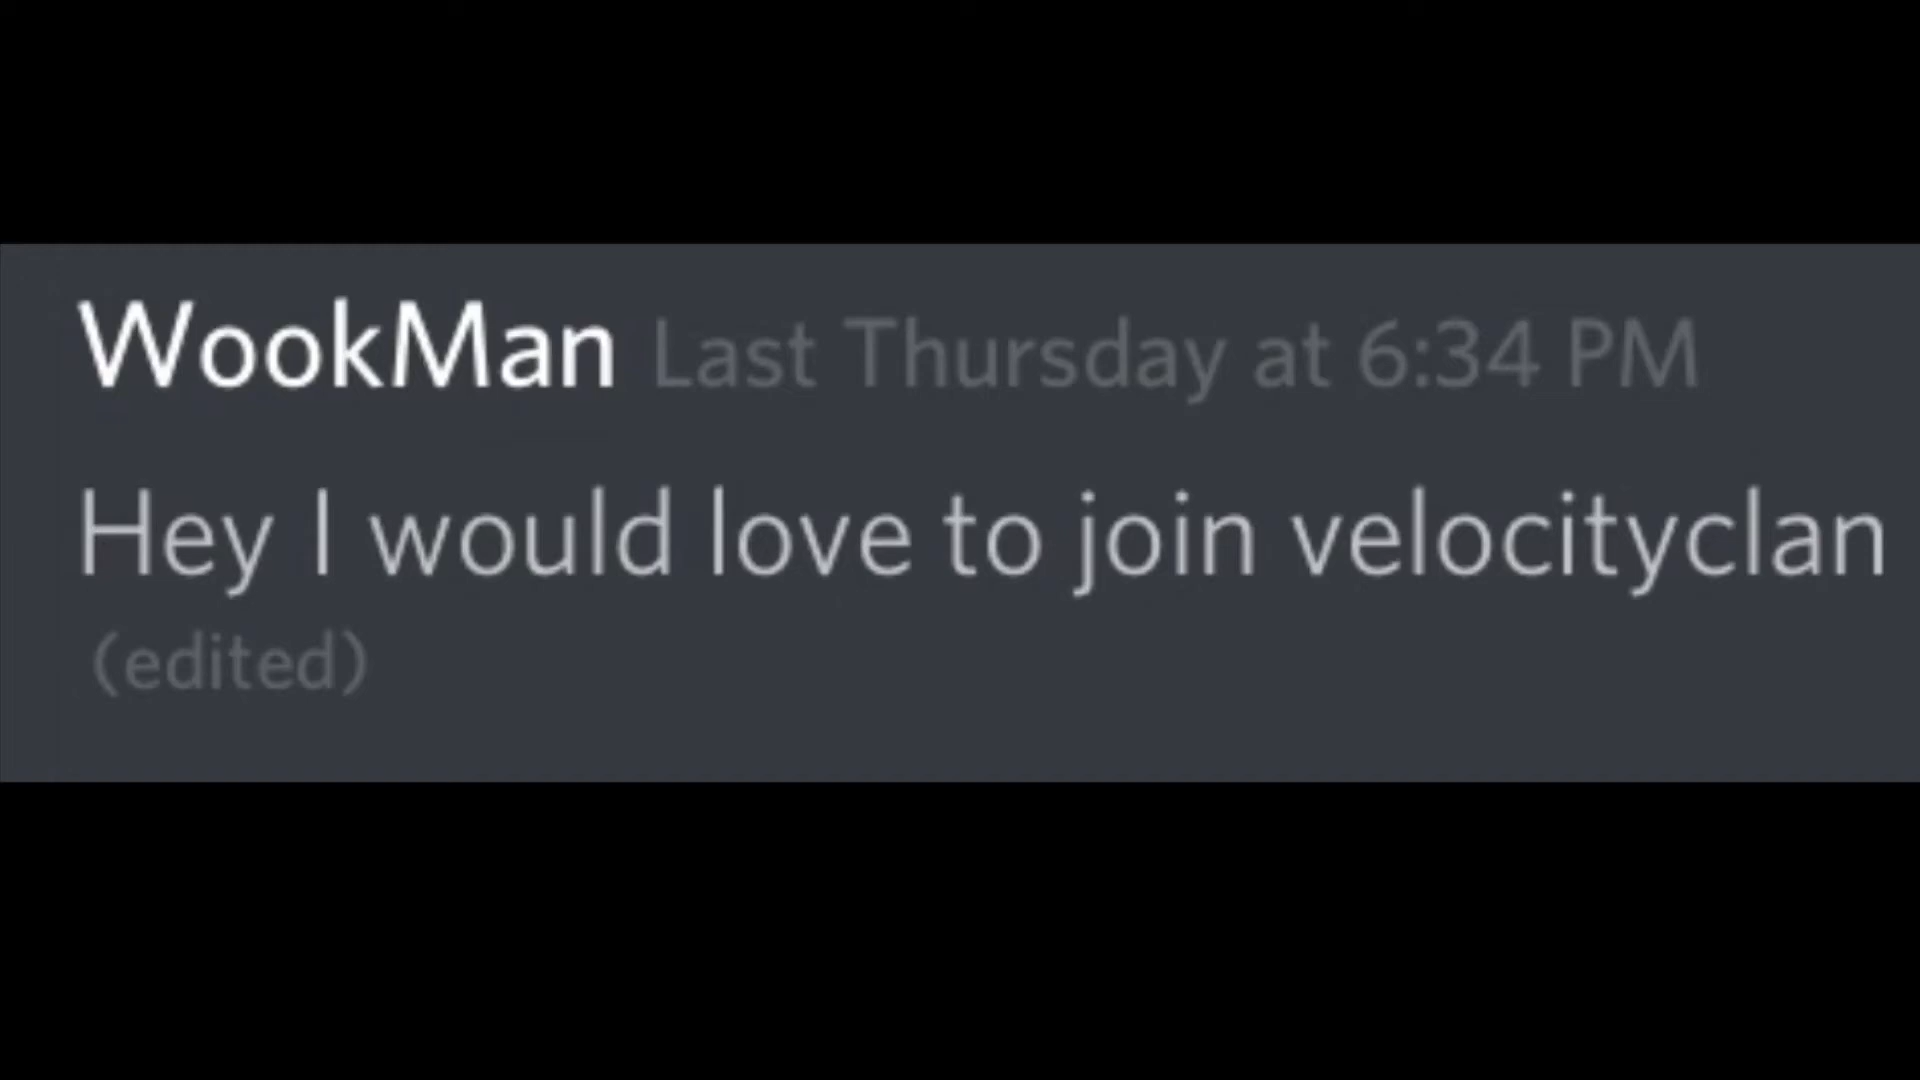 WookMan Last Thursday at 6:34 PM
Hey I would love to join velocityclan
(edited)